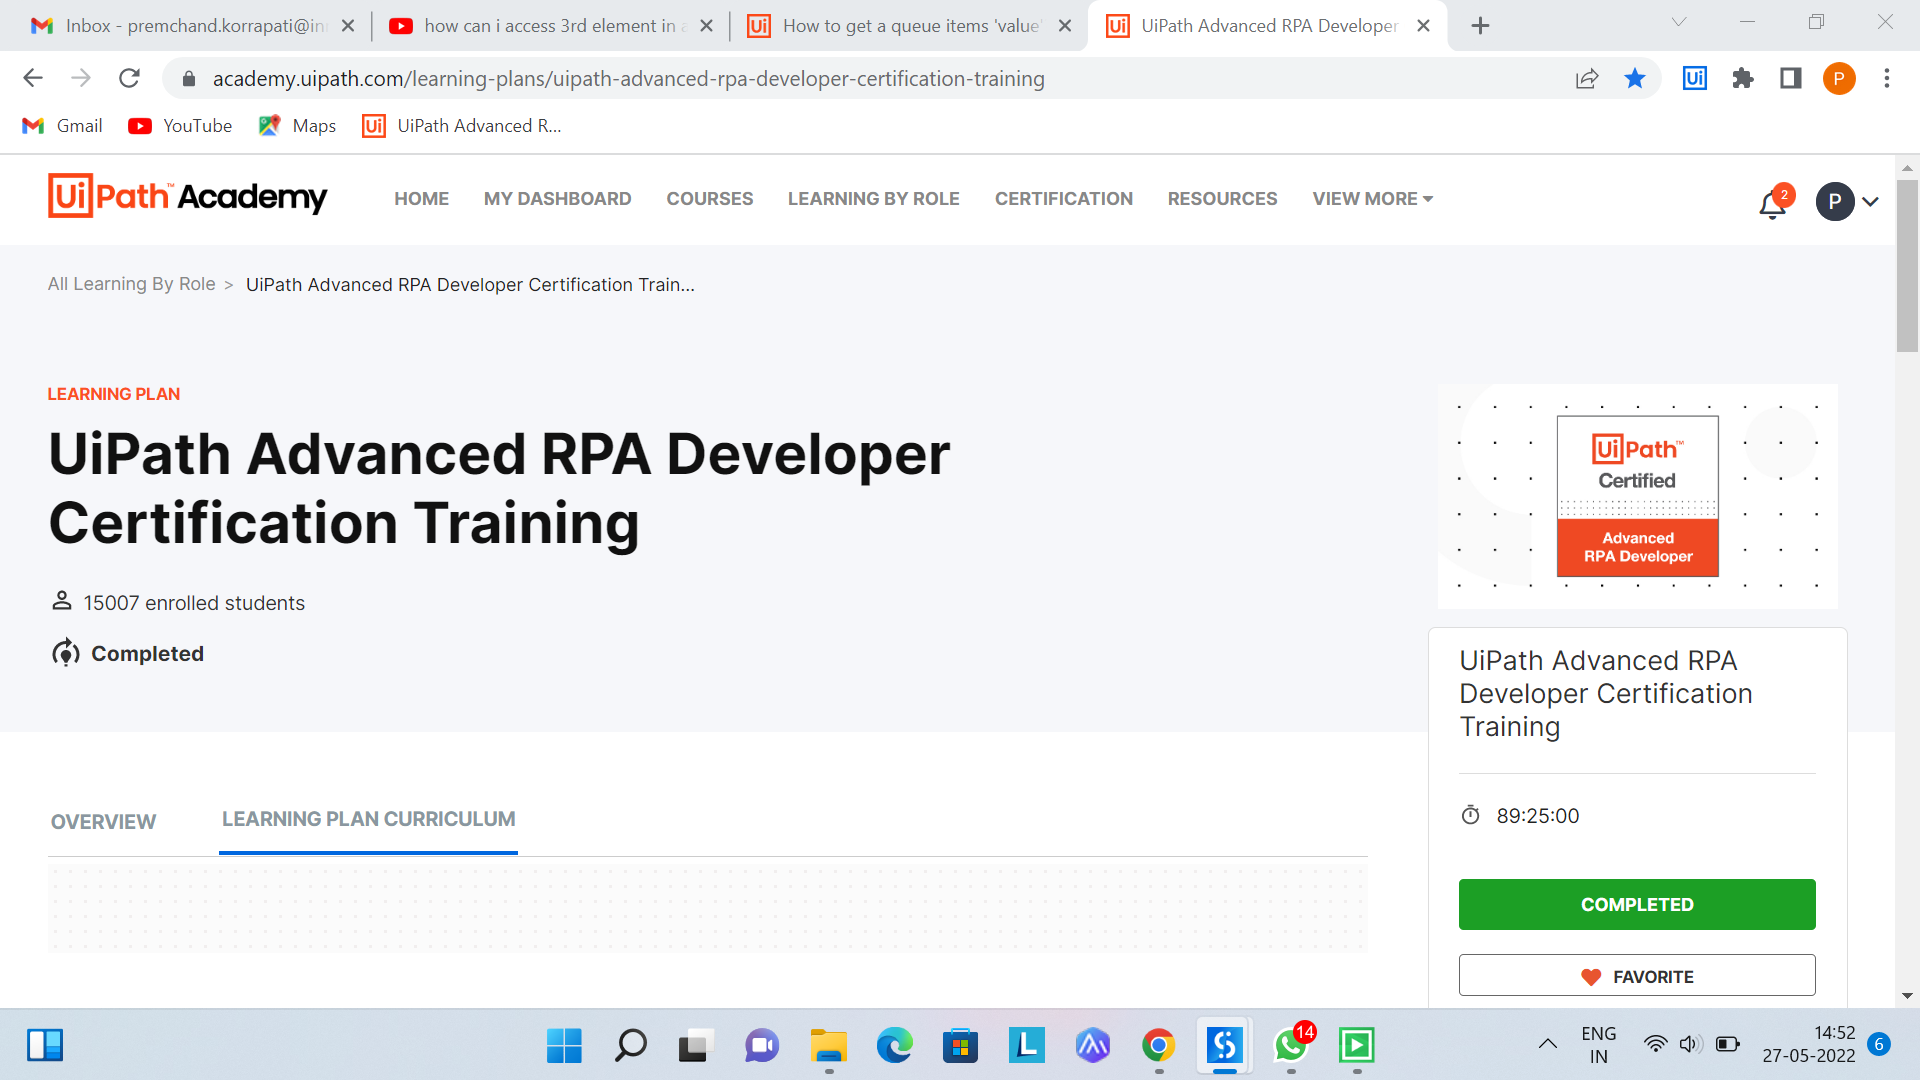 Inbox - premchand.korrapati@in
how can i access 3rd element in a
How to get a queue items 'value'
UiPath Advanced RPA Developer
academy.uipath.com/learning-plans/uipath-advanced-rpa-developer-certification-training
P
Gmail
YouTube
Maps
UiPath Advanced R...
UiPath™ Academy
HOME
MY DASHBOARD
COURSES
LEARNING BY ROLE
CERTIFICATION
RESOURCES
VIEW MORE
2
P
All Learning By Role > UiPath Advanced RPA Developer Certification Train...
LEARNING PLAN
UiPath Advanced RPA Developer
Certification Training
15007 enrolled students
Completed
UiPath™
Certified
Advanced
RPA Developer
UiPath Advanced RPA
Developer Certification
Training
89:25:00
COMPLETED
FAVORITE
OVERVIEW
LEARNING PLAN CURRICULUM
L
14
ENG
IN
14:52
27-05-2022
6